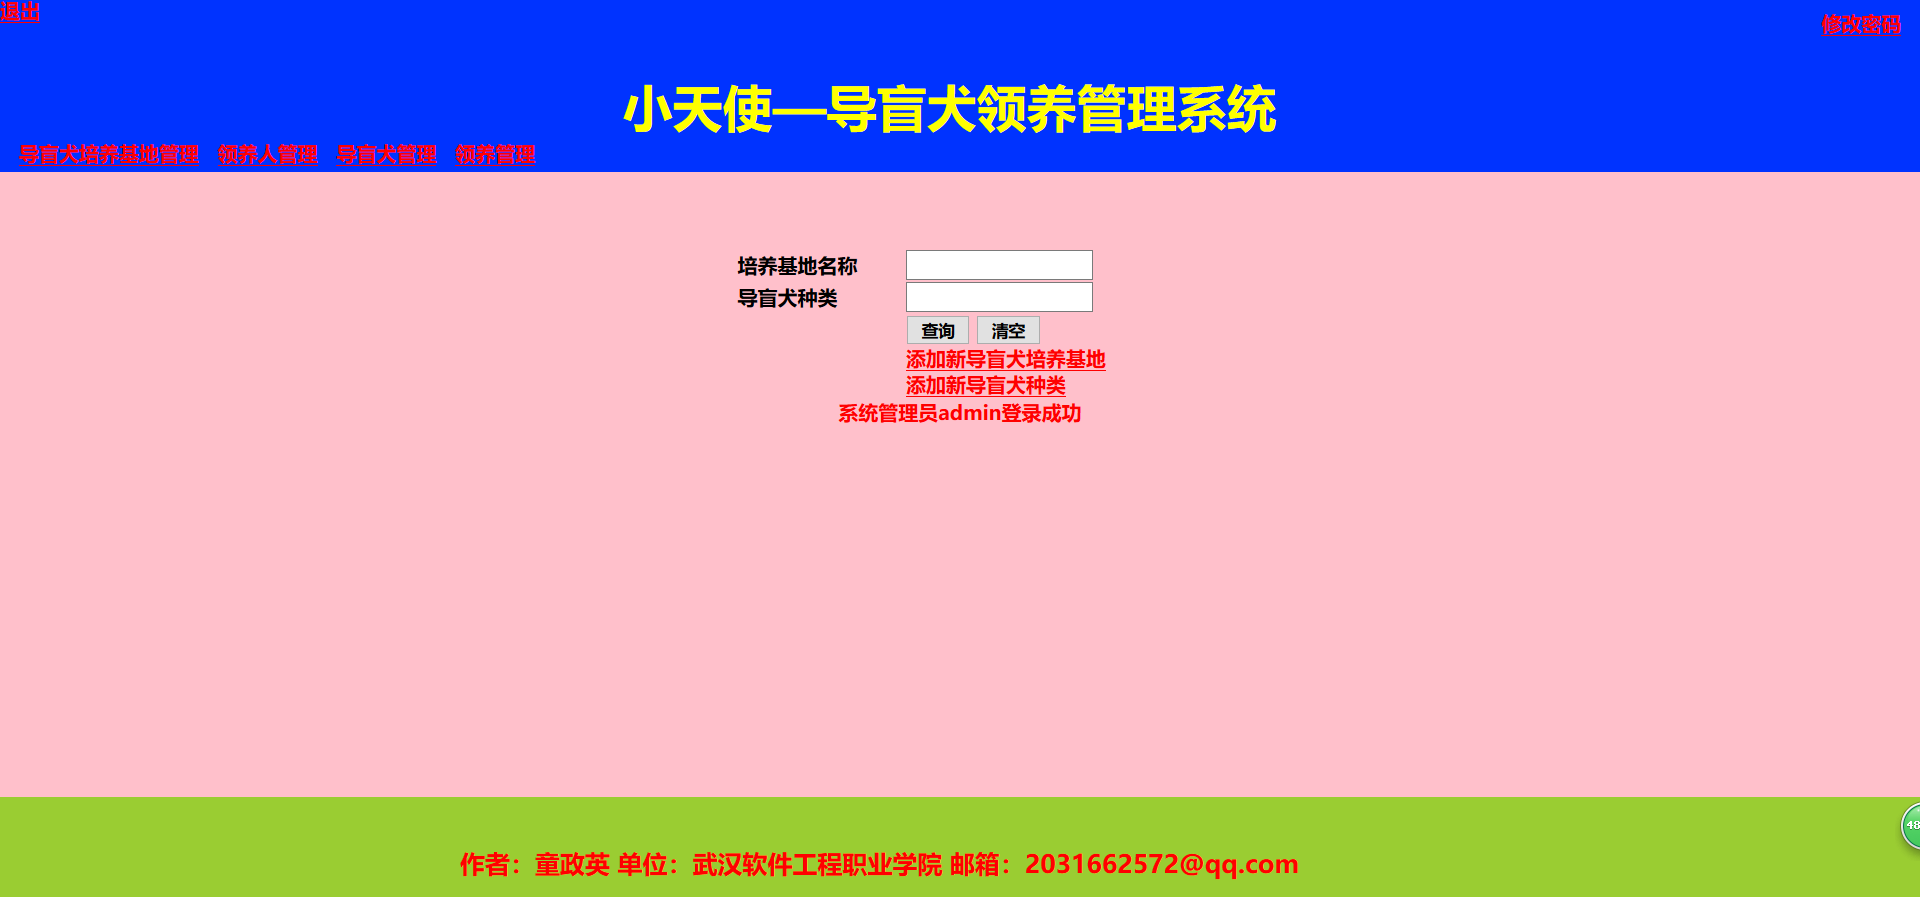 退出
修改密码
小天使—导盲犬领养管理系统
导盲犬培养基地管理 领养人管理 导盲犬管理 领养管理
培养基地名称
导盲犬种类
查询 清空
添加新导盲犬培养基地
添加新导盲犬种类
系统管理员admin登录成功
48
作者：童政英 单位：武汉软件工程职业学院 邮箱：2031662572@qq.com